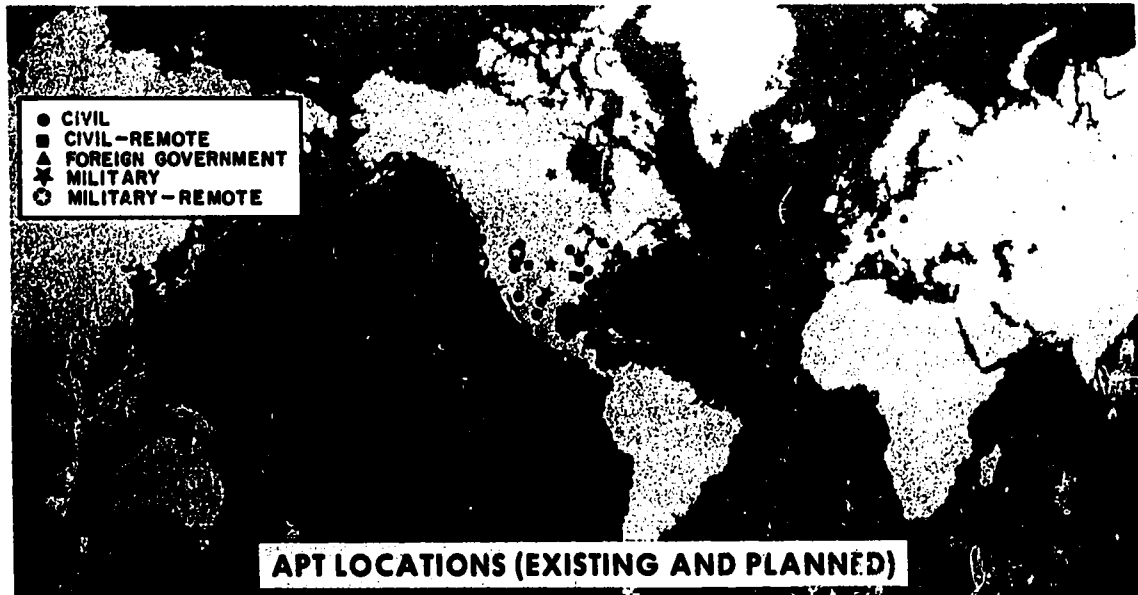 CIVIL
CIVIL-REMOTE
FOREIGN GOVERNMENT
MILITARY
MILITARY-REMOTE
APT LOCATIONS (EXISTING AND PLANNED)